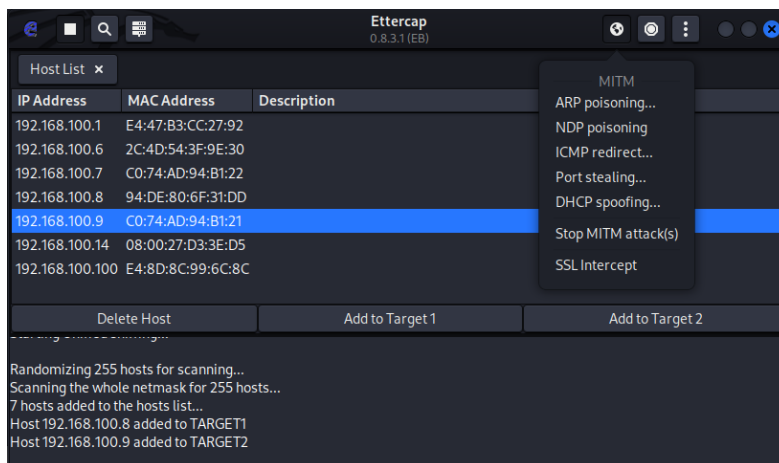 Ettercap
0.8.3.1 (EB)
Host List ×
IP Address MAC Address Description
192.168.100.1 E4:47:B3:CC:27:92
192.168.100.6 2C:4D:54:3F:9E:30
192.168.100.7 C0:74:AD:94:B1:22
192.168.100.8 94:DE:80:6F:31:DD
192.168.100.9 C0:74:AD:94:B1:21
192.168.100.14 08:00:27:D3:3E:D5
192.168.100.100 E4:8D:8C:99:6C:8C
MITM
ARP poisoning...
NDP poisoning
ICMP redirect...
Port stealing...
DHCP spoofing...
Stop MITM attack(s)
SSL Intercept
Delete Host Add to Target 1 Add to Target 2
Randomizing 255 hosts for scanning...
Scanning the whole netmask for 255 hosts...
7 hosts added to the hosts list...
Host 192.168.100.8 added to TARGET1
Host 192.168.100.9 added to TARGET2